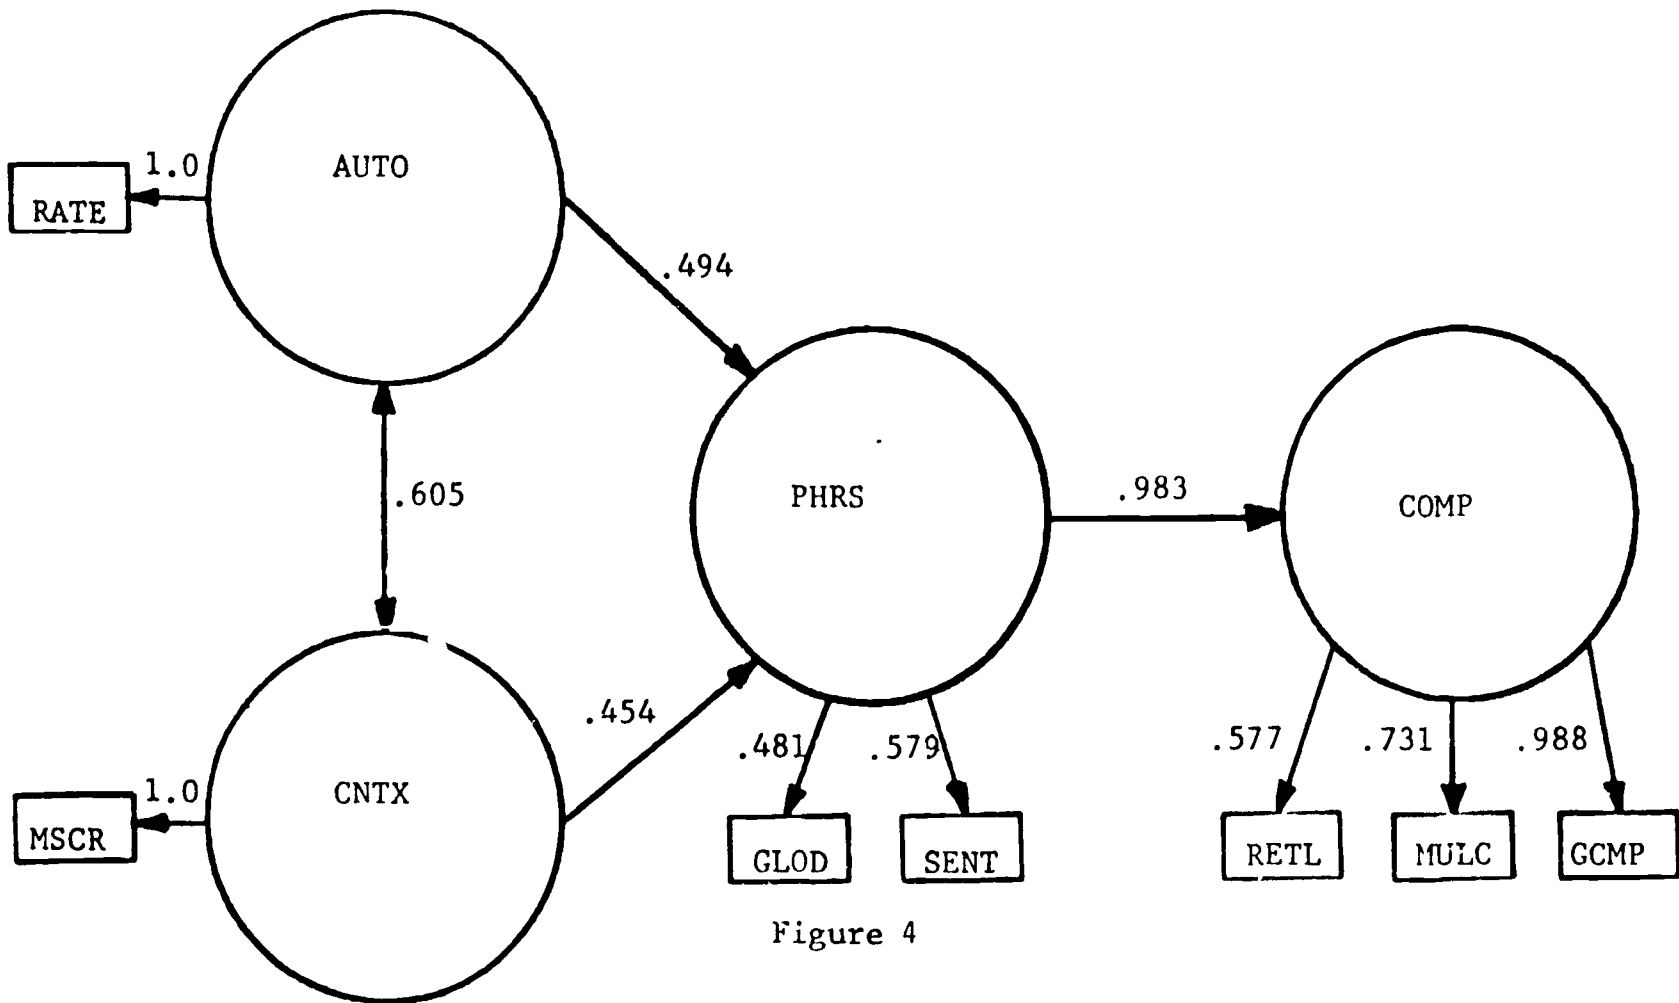 1.0
AUTO
RATE
.494
.605
PHRS
.983
COMP
.454
1.0
CNTX
MSCR
.481
.579
GLOD
SENT
.577
.731
.988
RETL
MULC
GCMP
Figure 4